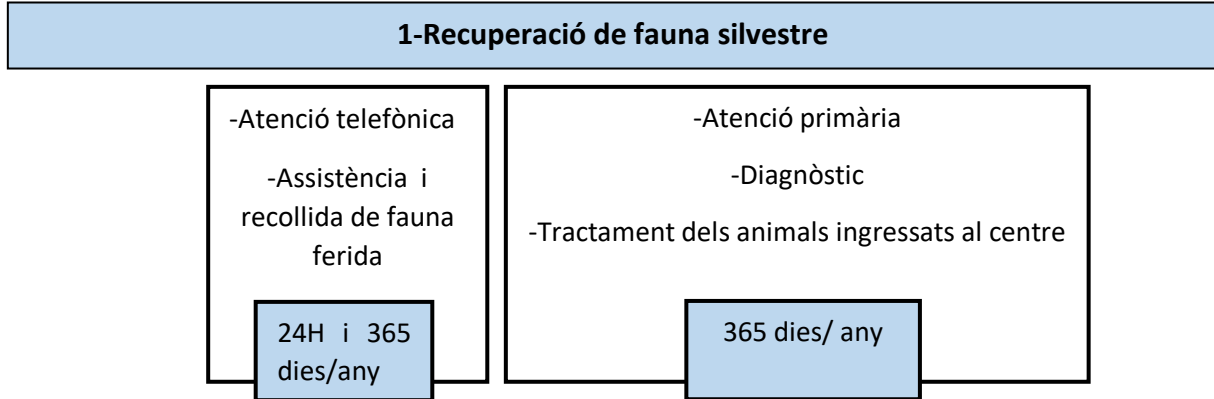 1-Recuperació de fauna silvestre
-Atenció telefònica
-Assistència i
recollida de fauna
ferida
24H i 365
dies/any
-Atenció primària
-Diagnòstic
-Tractament dels animals ingressats al centre
365 dies/ any